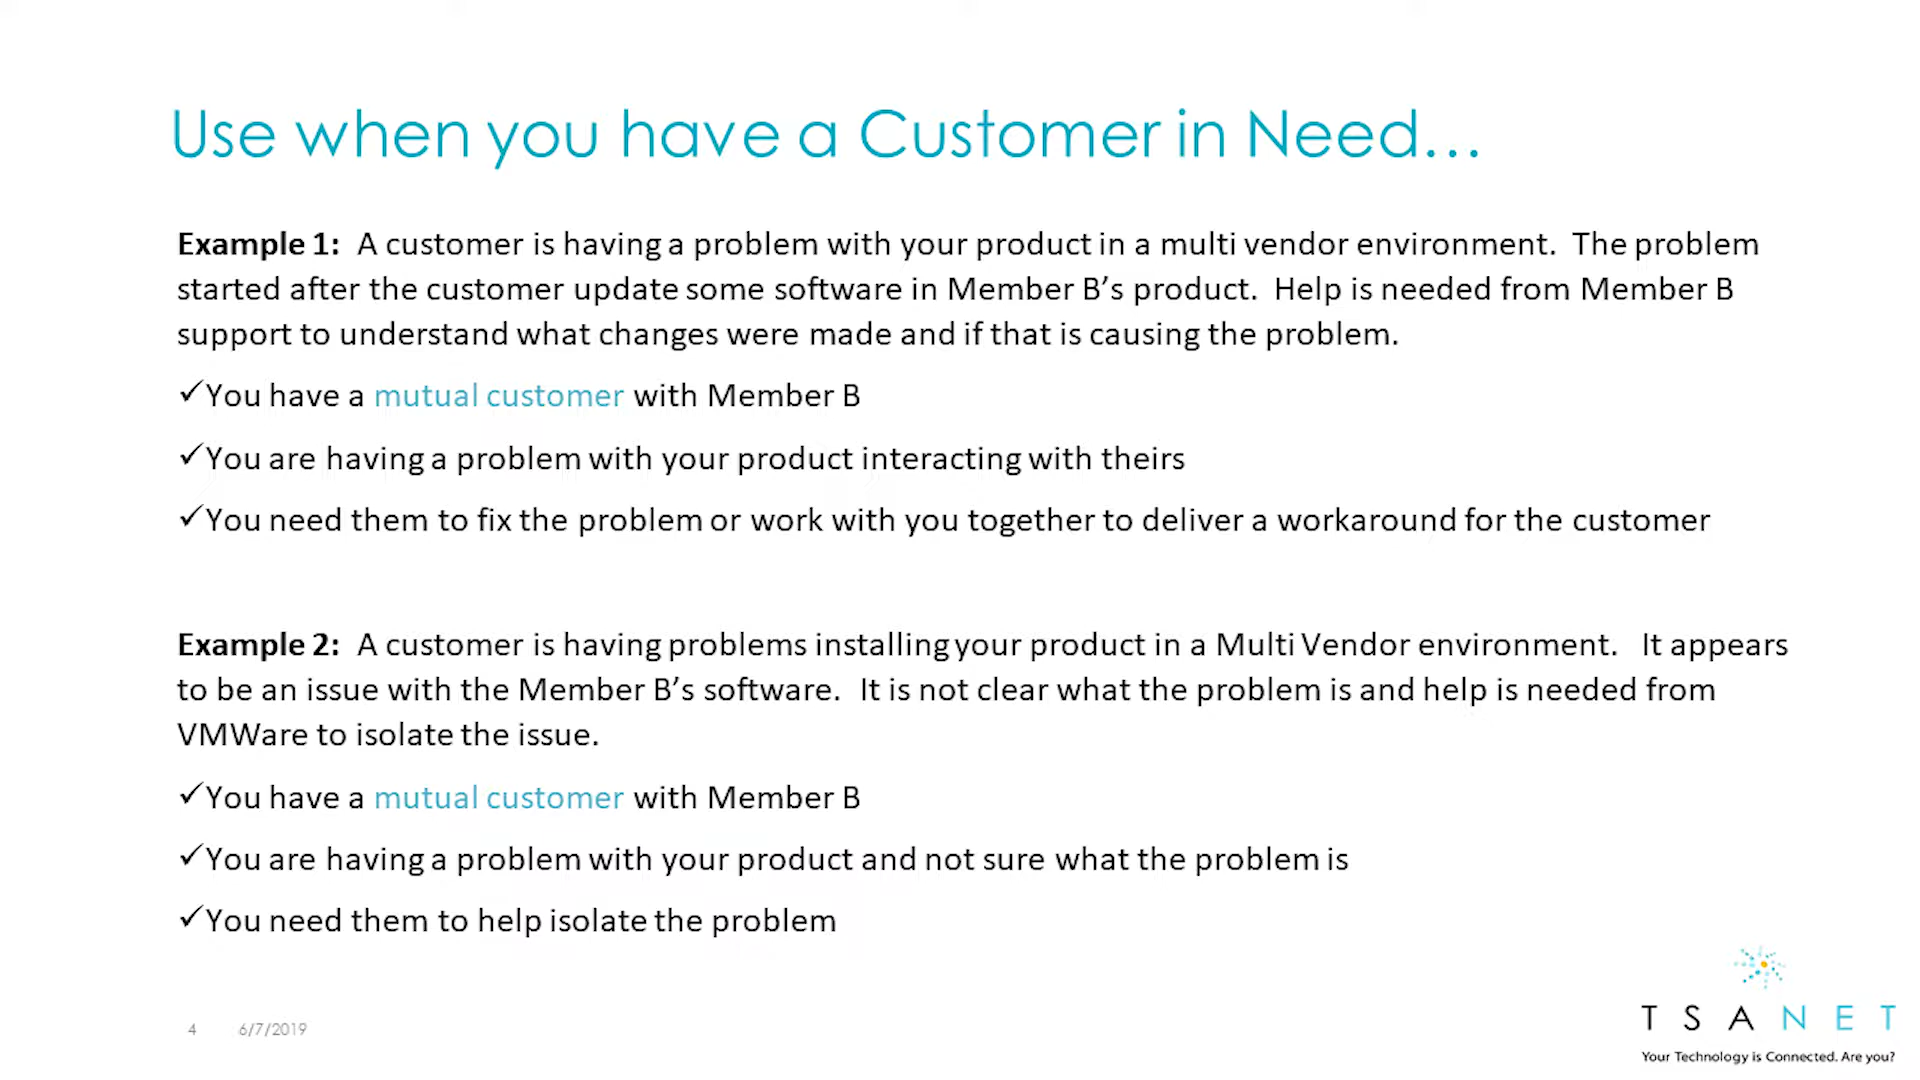 Use when you have a Customer in Need...
Example 1:  A customer is having a problem with your product in a multi vendor environment.  The problem
started after the customer update some software in Member B’s product.  Help is needed from Member B
support to understand what changes were made and if that is causing the problem.
✓You have a mutual customer with Member B
✓You are having a problem with your product interacting with theirs
✓You need them to fix the problem or work with you together to deliver a workaround for the customer
Example 2:  A customer is having problems installing your product in a Multi Vendor environment.   It appears
to be an issue with the Member B’s software.  It is not clear what the problem is and help is needed from
VMWare to isolate the issue.
✓You have a mutual customer with Member B
✓You are having a problem with your product and not sure what the problem is
✓You need them to help isolate the problem
4 6/7/2019
TSANET
Your Technology is Connected. Are you?